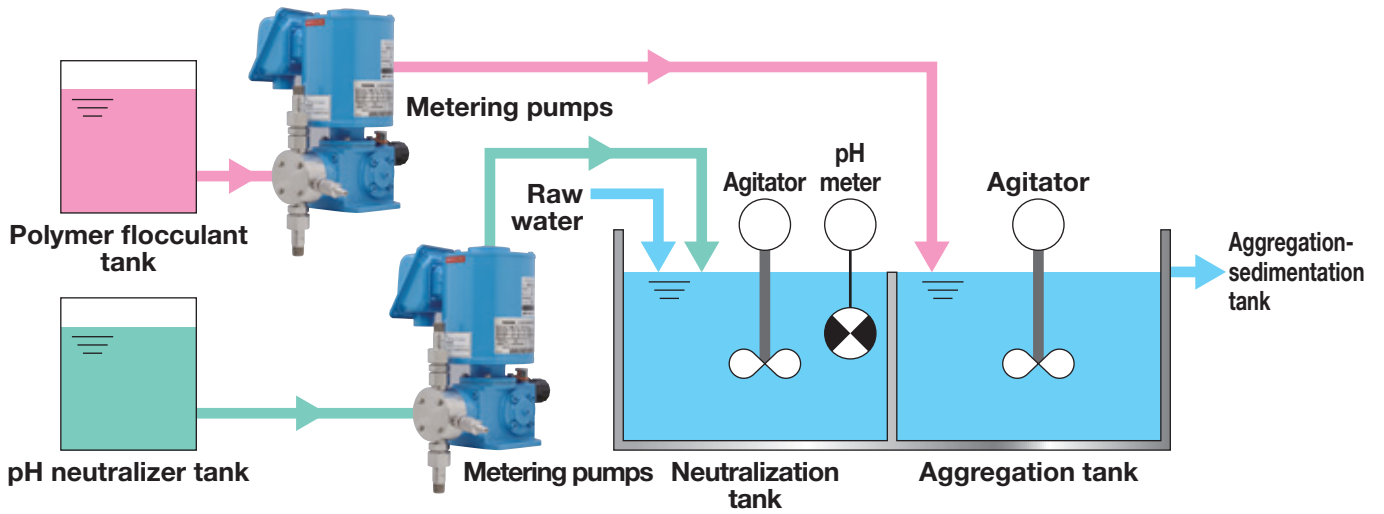 Metering pumps
Polymer flocculant
tank
Raw
water
Agitator
pH
meter
Agitator
Aggregation-
sedimentation
tank
pH neutralizer tank
Metering pumps
Neutralization
tank
Aggregation tank